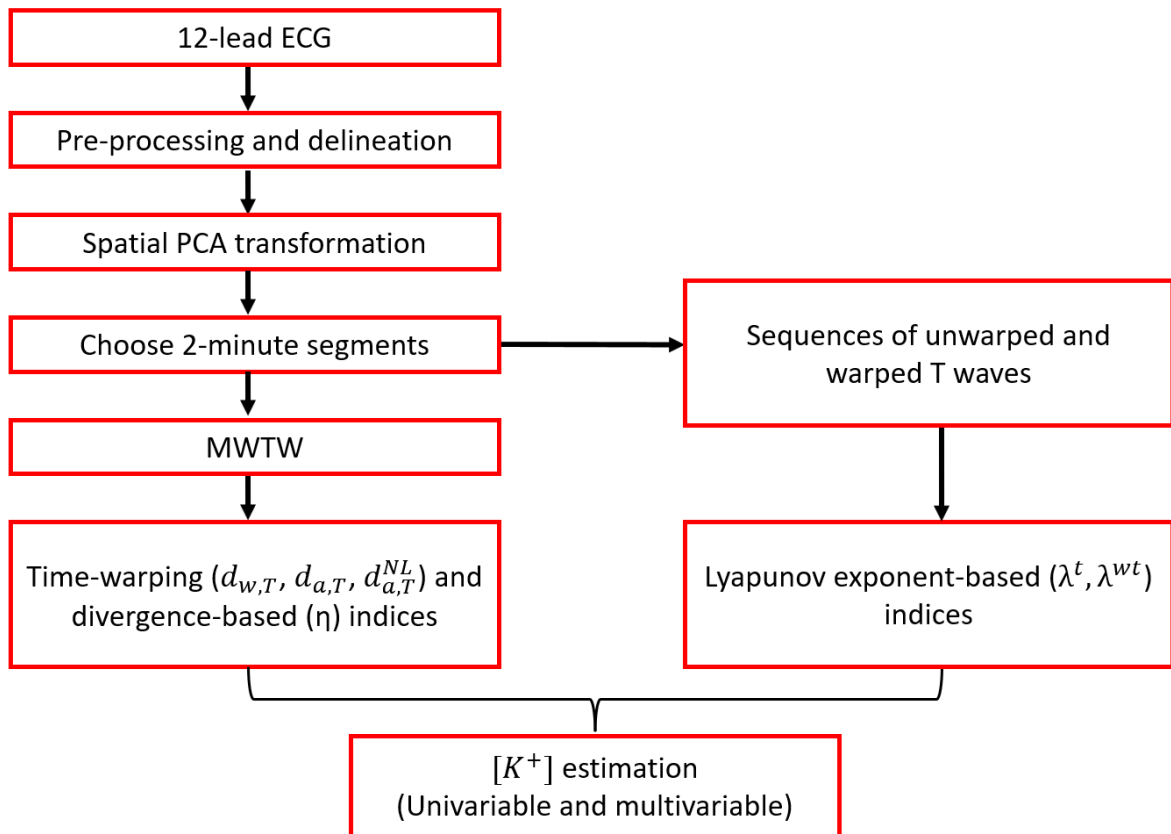 12-lead ECG
Pre-processing and delineation
Spatial PCA transformation
Choose 2-minute segments
MWTW
Time-warping (d_{w,T}, d_{a,T}, d_{a,T}^{NL}) and
divergence-based (η) indices
Sequences of unwarped and
warped T waves
Lyapunov exponent-based (λ^t, λ^{wt})
indices
[K^+] estimation
(Univariable and multivariable)